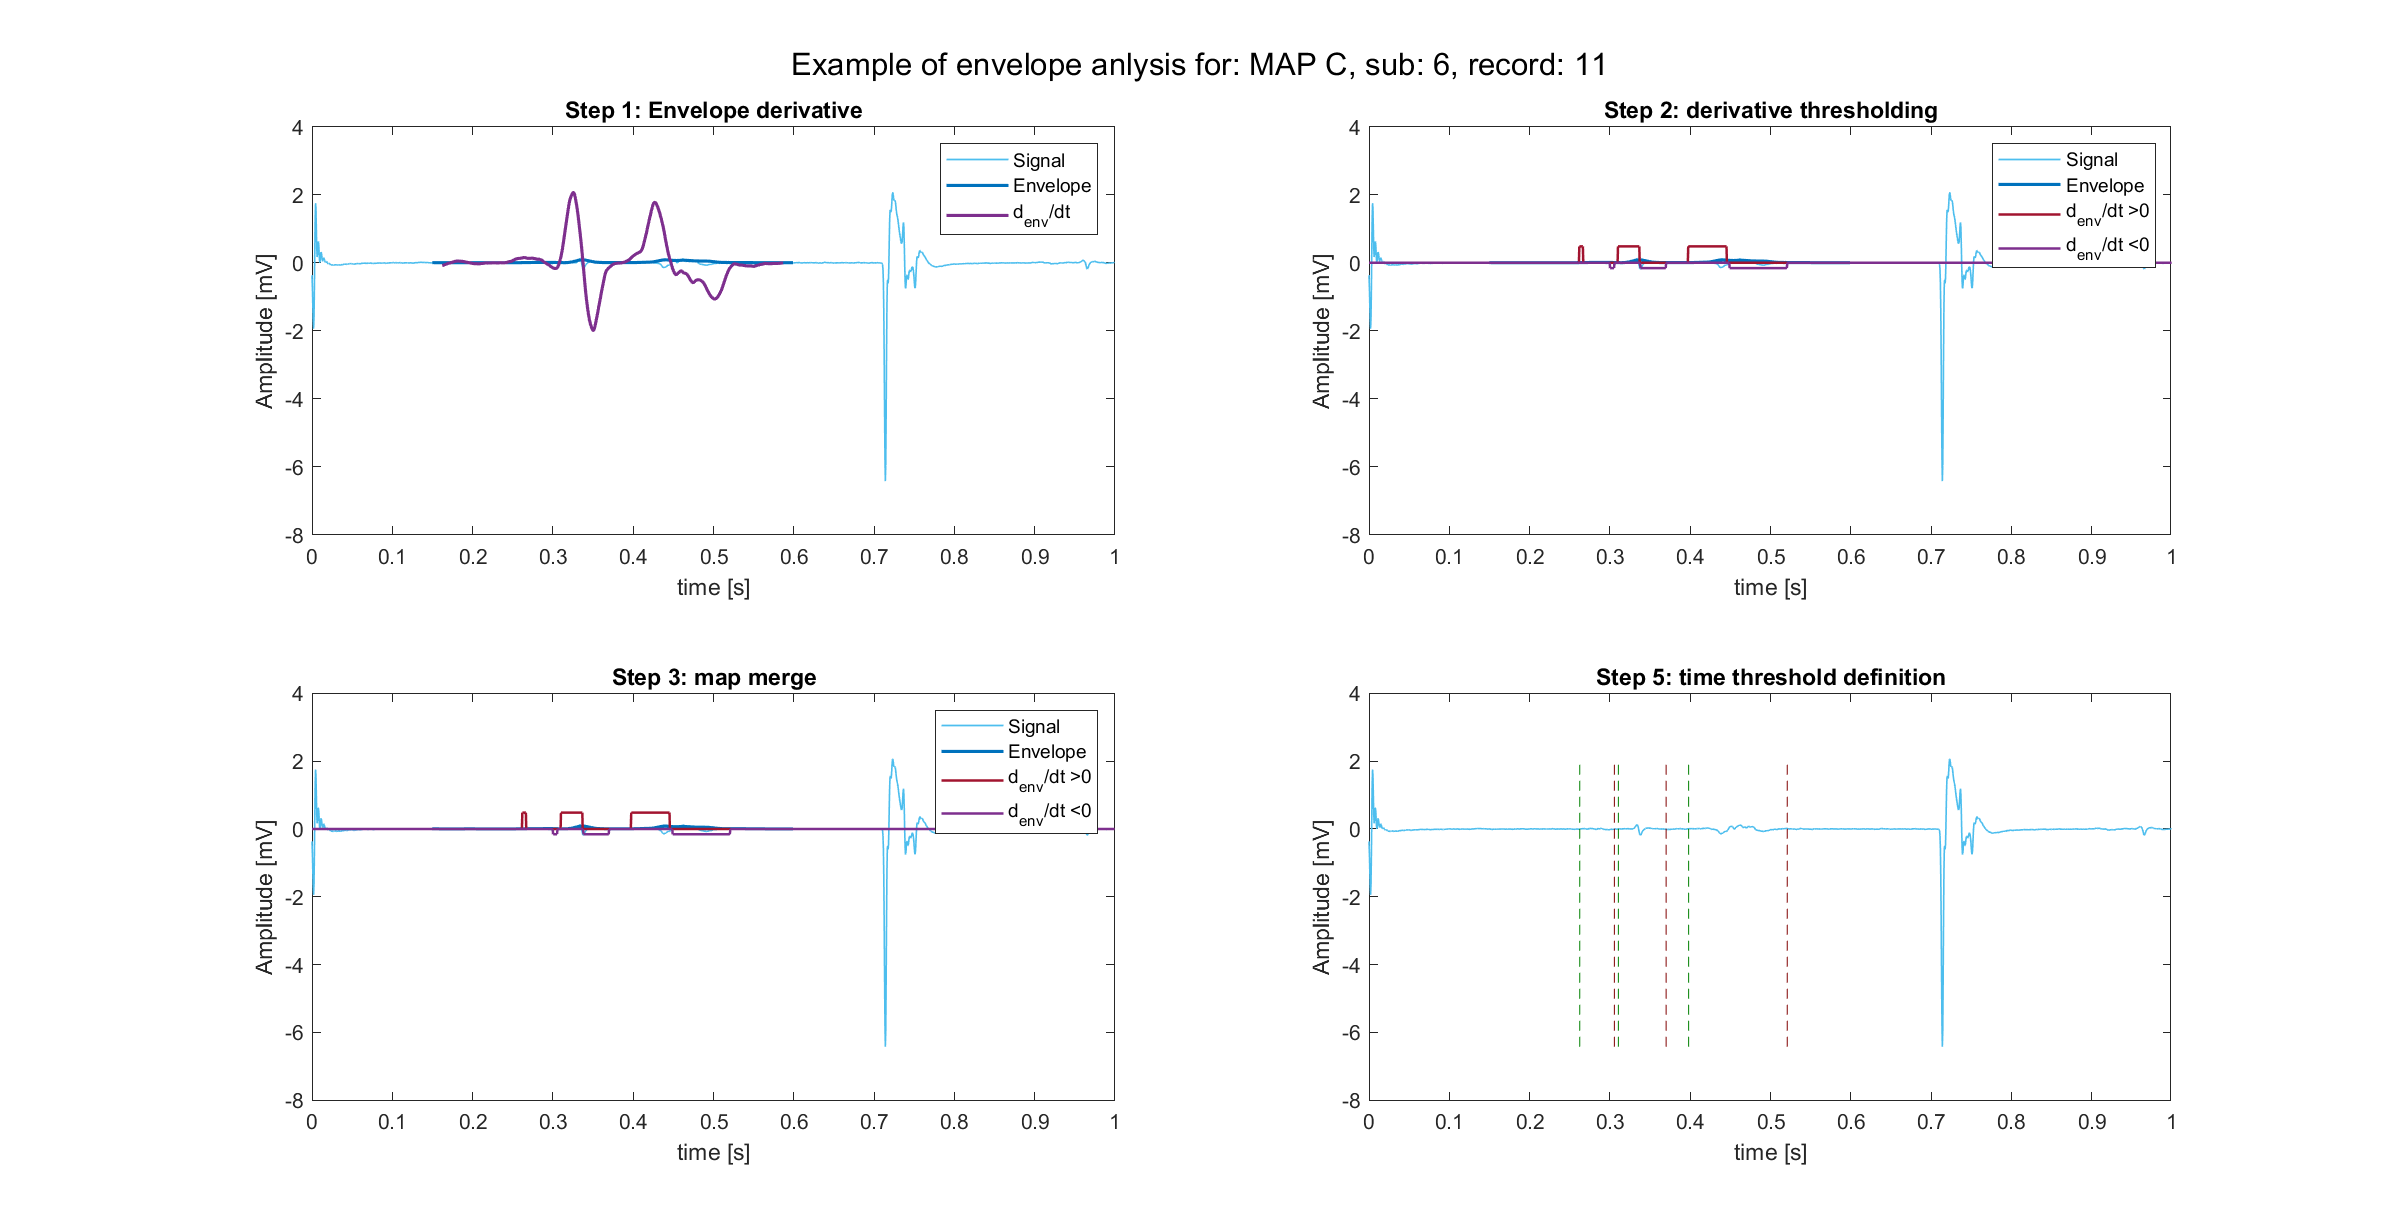 Example of envelope anlysis for: MAP C, sub: 6, record: 11
Step 1: Envelope derivative
4
2
0
-2
-4
-6
-8
Amplitude [mV]
0 0.1 0.2 0.3 0.4 0.5 0.6 0.7 0.8 0.9 1
time [s]
Signal
Envelope
d_env/dt
Step 2: derivative thresholding
4
2
0
-2
-4
-6
-8
Amplitude [mV]
0 0.1 0.2 0.3 0.4 0.5 0.6 0.7 0.8 0.9 1
time [s]
Signal
Envelope
d_env/dt >0
d_env/dt <0
Step 3: map merge
4
2
0
-2
-4
-6
-8
Amplitude [mV]
0 0.1 0.2 0.3 0.4 0.5 0.6 0.7 0.8 0.9 1
time [s]
Signal
Envelope
d_env/dt >0
d_env/dt <0
Step 5: time threshold definition
4
2
0
-2
-4
-6
-8
Amplitude [mV]
0 0.1 0.2 0.3 0.4 0.5 0.6 0.7 0.8 0.9 1
time [s]